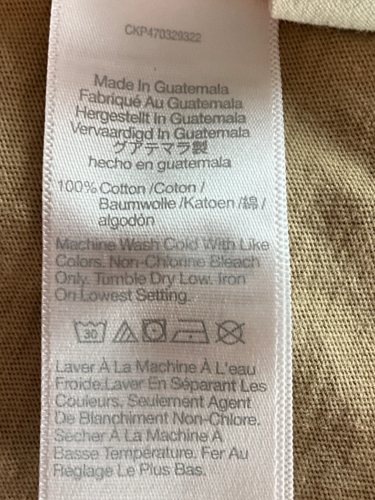 CKP470329322
Made In Guatemala
Fabriqué Au Guatemala
Hergestellt In Guatemala
Vervaardigd In Guatemala
グアテマラ製
hecho en guatemala
100% Cotton /Coton /
Baumwolle /Katoen /綿 /
algodón
Machine Wash Cold With Like
Colors. Non-Chlorine Bleach
Only. Tumble Dry Low. Iron
On Lowest Setting.
30
Laver À La Machine À L'eau
Froide.Laver En Séparant Les
Couleurs. Seulement Agent
De Blanchiment Non-Chlore.
Sécher À La Machine À
Basse Température. Fer Au
Réglage Le Plus Bas.